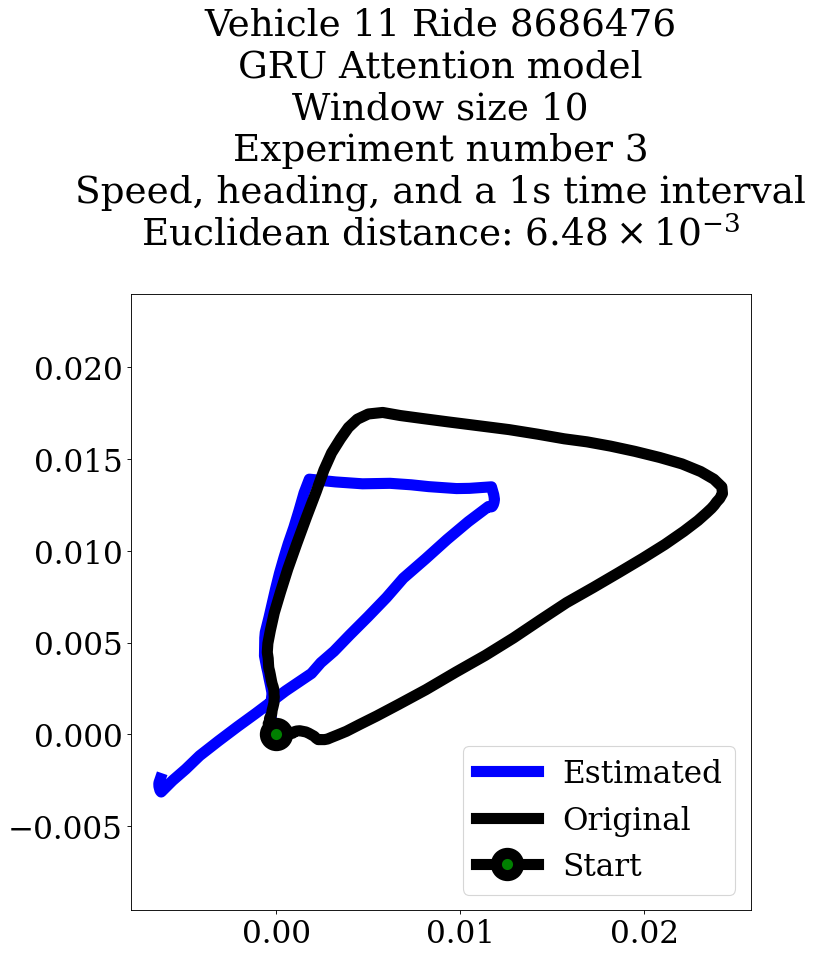 Vehicle 11 Ride 8686476
GRU Attention model
Window size 10
Experiment number 3
Speed, heading, and a 1s time interval
Euclidean distance: 6.48 × 10⁻³
0.020
0.015
0.010
0.005
0.000
−0.005
0.00 0.01 0.02
Estimated
Original
Start